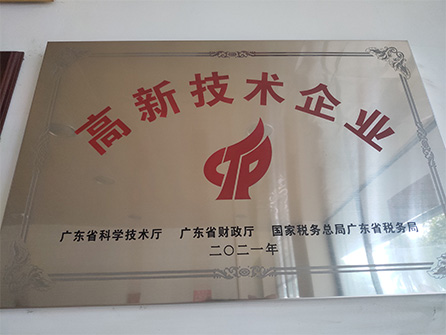 高新技术企业
CTP
广东省科学技术厅 广东省财政厅 国家税务总局广东省税务局
二〇二一年